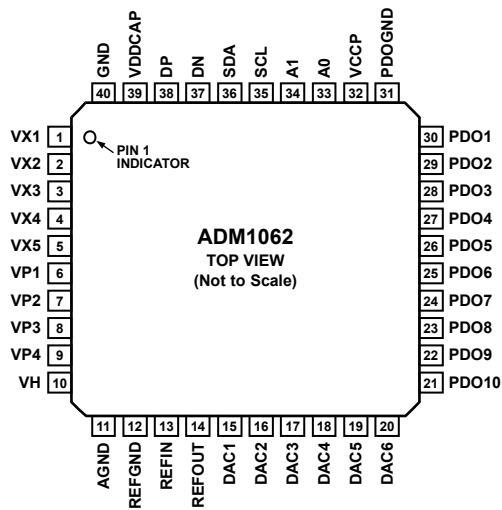 GND
VDDCAP
DP
DN
SDA
SCL
A1
A0
VCCP
PDOGND
40
39
38
37
36
35
34
33
32
31
VX1 1
VX2 2
VX3 3
VX4 4
VX5 5
VP1 6
VP2 7
VP3 8
VP4 9
VH 10
PIN 1
INDICATOR
ADM1062
TOP VIEW
(Not to Scale)
30 PDO1
29 PDO2
28 PDO3
27 PDO4
26 PDO5
25 PDO6
24 PDO7
23 PDO8
22 PDO9
21 PDO10
11
12
13
14
15
16
17
18
19
20
AGND
REFGND
REFIN
REFOUT
DAC1
DAC2
DAC3
DAC4
DAC5
DAC6